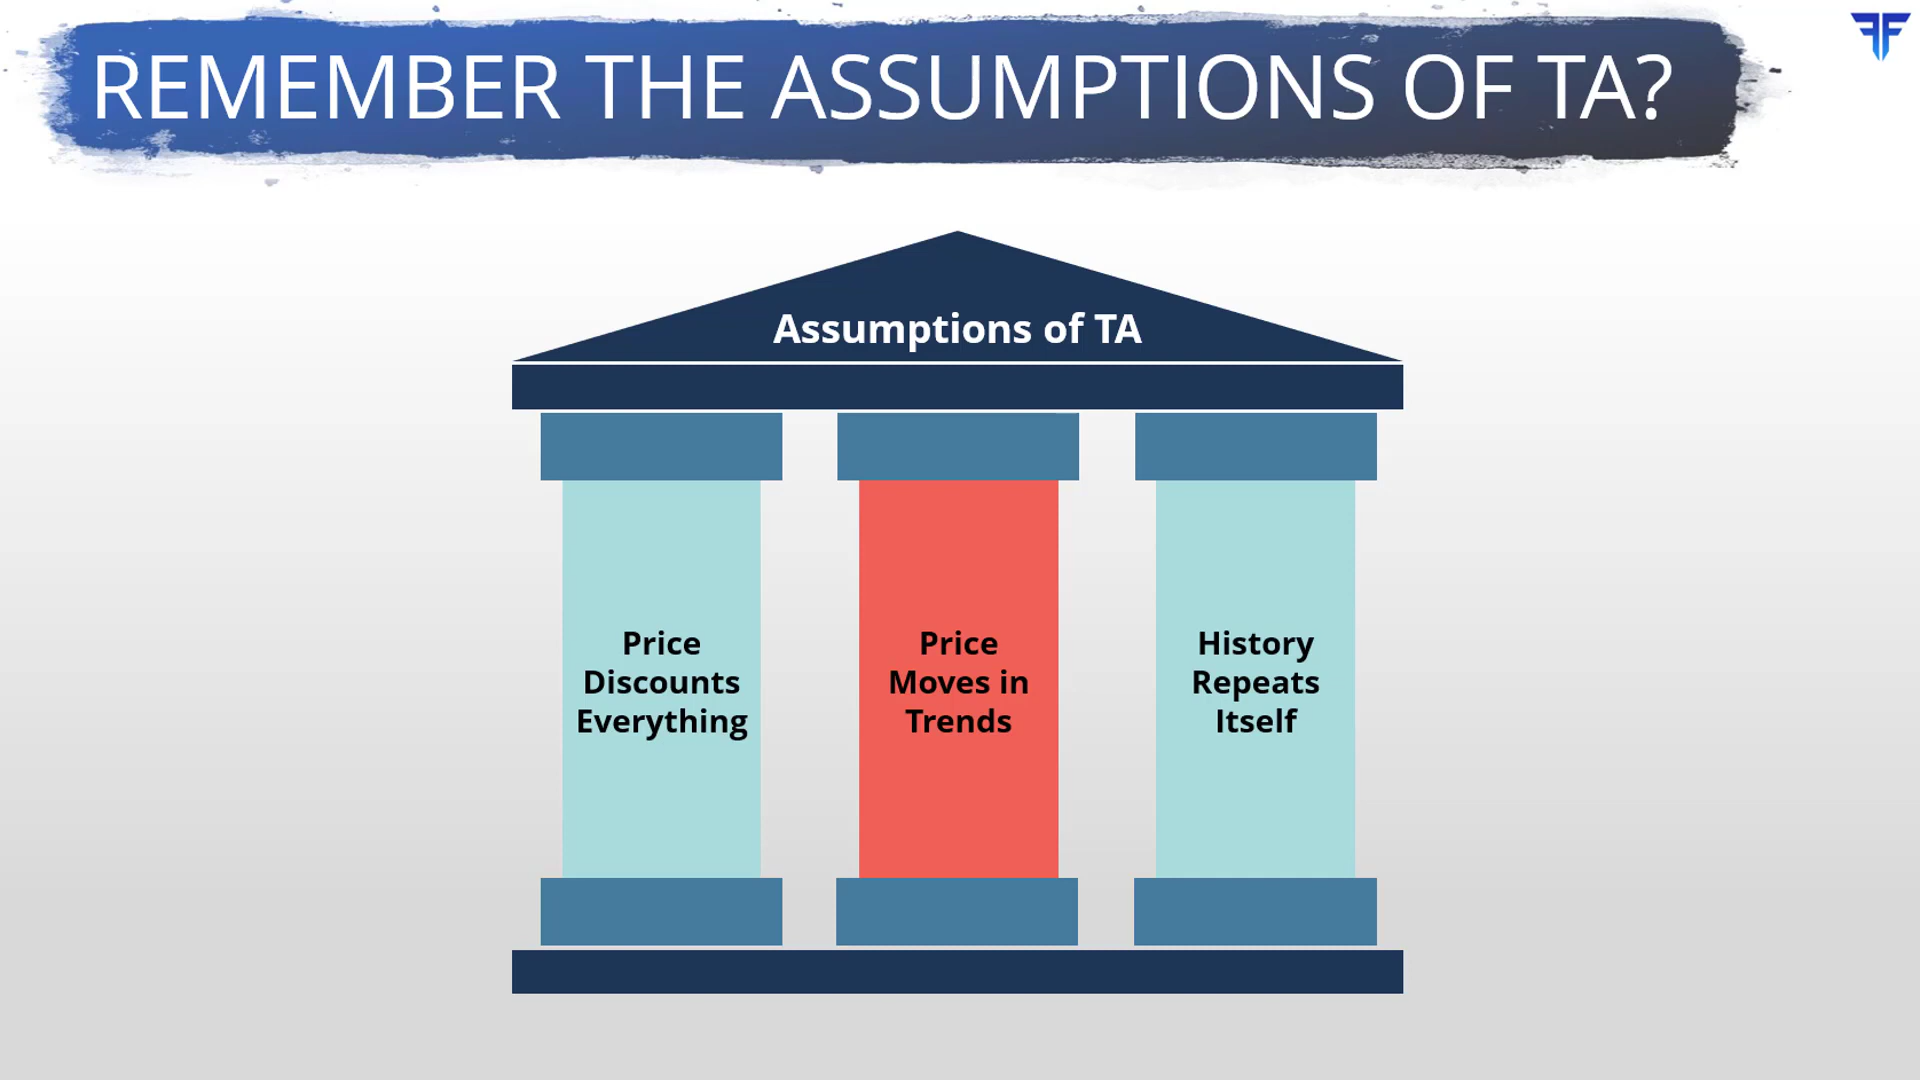 REMEMBER THE ASSUMPTIONS OF TA?
Assumptions of TA
Price
Discounts
Everything
Price
Moves in
Trends
History
Repeats
Itself